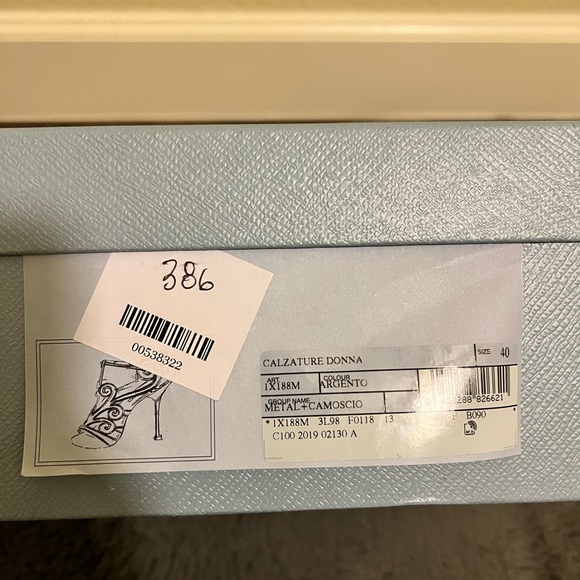 386
00538322
CALZATURE DONNA
SIZE 40
ART. COLOUR
1X188M ARGENTO
GROUP NAME
METAL+CAMOSCIO
288 826621
*1X188M 3L98 F0118 13 F B090
C100 2019 02130 A